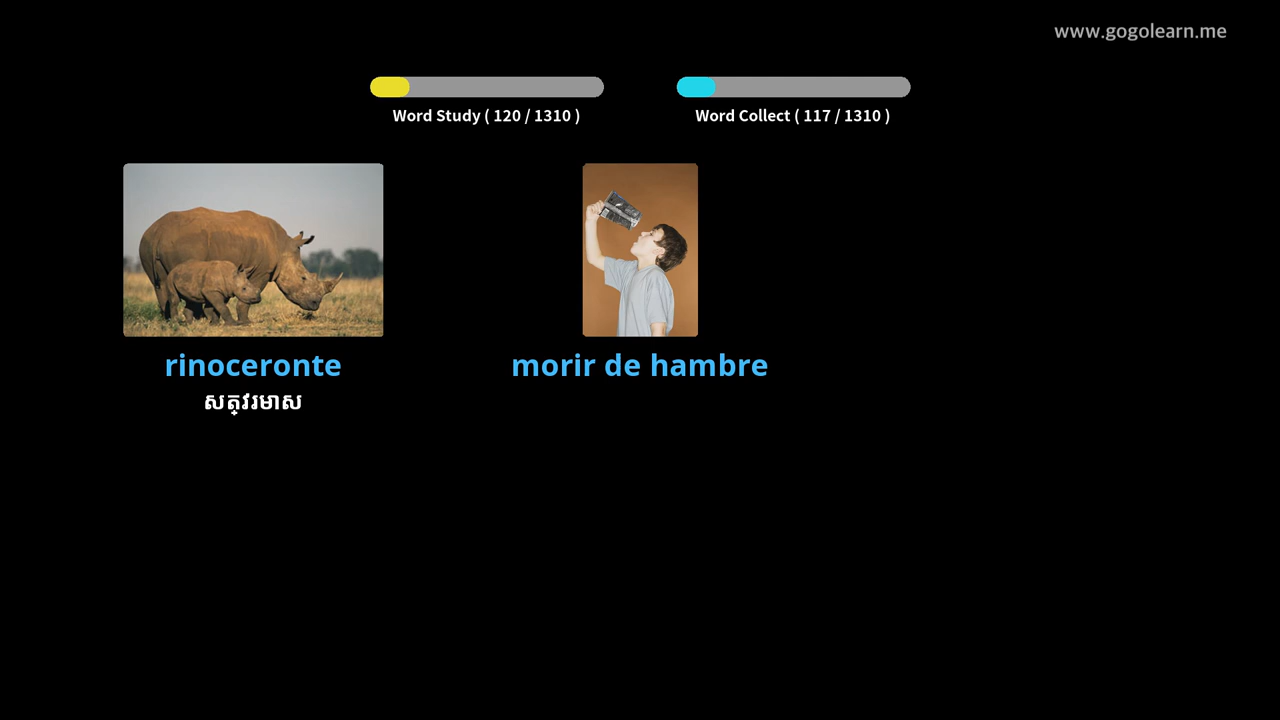 www.gogolearn.me
Word Study ( 120 / 1310 )
Word Collect ( 117 / 1310 )
rinoceronte
សត្វរមាស
morir de hambre